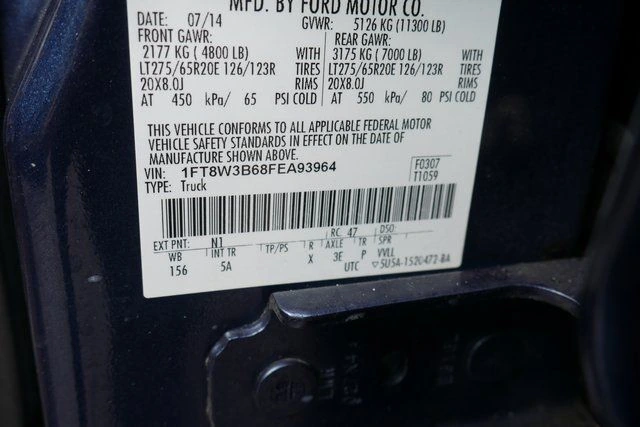 MFD. BY FORD MOTOR CO.
DATE: 07/14 GVWR: 5126 KG (11300 LB)
FRONT GAWR: REAR GAWR:
2177 KG ( 4800 LB) WITH 3175 KG( 7000 LB) WITH
LT275/65R20E 126/123R TIRES LT275/65R20E 126/123R TIRES
20X8.0J RIMS 20X8.0J RIMS
AT 450 kPa/ 65 PSI COLD AT 550 kPa/ 80 PSI COLD
THIS VEHICLE CONFORMS TO ALL APPLICABLE FEDERAL MOTOR
VEHICLE SAFETY STANDARDS IN EFFECT ON THE DATE OF
MANUFACTURE SHOWN ABOVE.
VIN: 1FT8W3B68FEA93964 F0307
TYPE: Truck T1059
EXT PNT: N1 RC: 47 DSO:
WB INT TR TP/PS R AXLE TR SPR
156 5A X 3E P VVLL
UTC ▽5U5A-1520472-BA